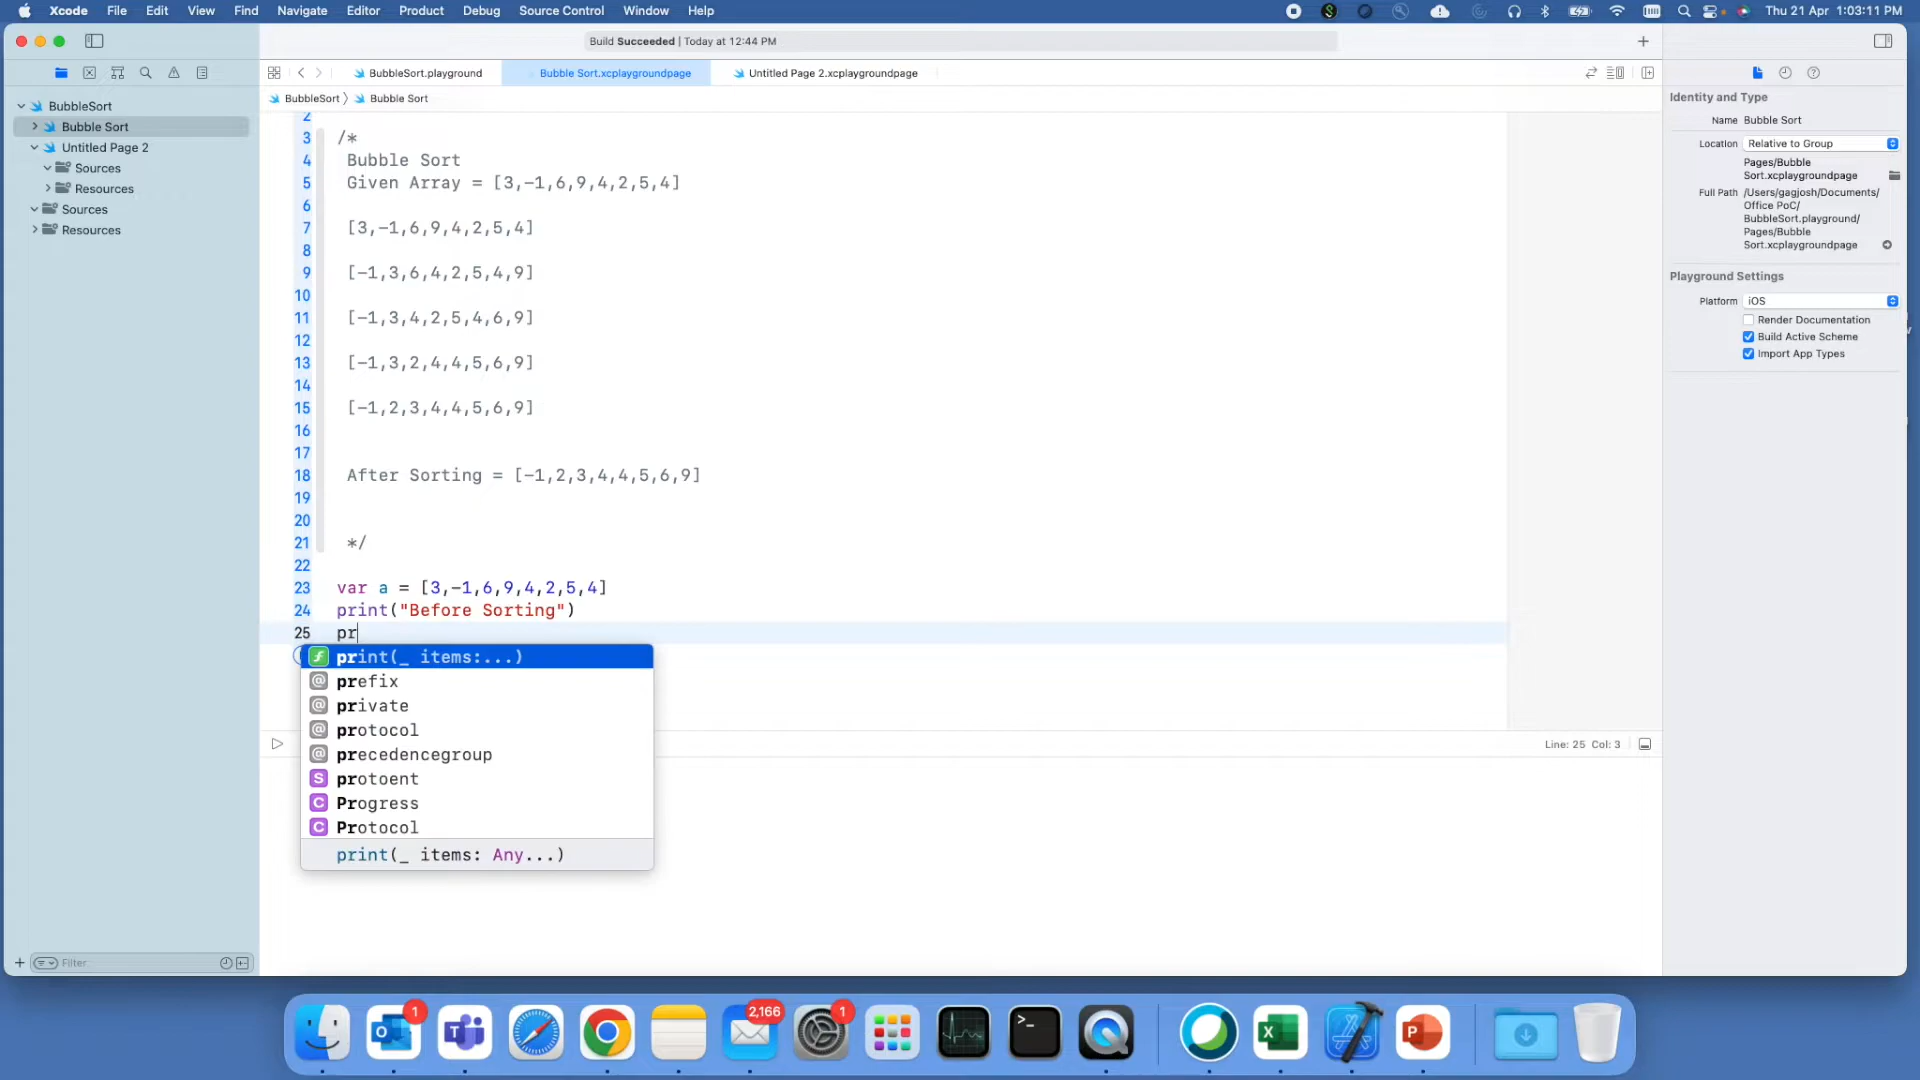 Xcode File Edit View Find Navigate Editor Product Debug Source Control Window Help Thu 21 Apr 1:03:11 PM
Build Succeeded | Today at 12:44 PM
BubbleSort.playground Bubble Sort.xcplaygroundpage Untitled Page 2.xcplaygroundpage
BubbleSort 〉 Bubble Sort
BubbleSort
Bubble Sort
Untitled Page 2
Sources
Resources
Sources
Resources
Filter
2
3 /*
4 Bubble Sort
5 Given Array = [3,-1,6,9,4,2,5,4]
6
7 [3,-1,6,9,4,2,5,4]
8
9 [-1,3,6,4,2,5,4,9]
10
11 [-1,3,4,2,5,4,6,9]
12
13 [-1,3,2,4,4,5,6,9]
14
15 [-1,2,3,4,4,5,6,9]
16
17
18 After Sorting = [-1,2,3,4,4,5,6,9]
19
20
21 */
22
23 var a = [3,-1,6,9,4,2,5,4]
24 print("Before Sorting")
25 pr
print(_ items:...)
prefix
private
protocol
precedencegroup
protoent
Progress
Protocol
print(_ items: Any...)
Line: 25 Col: 3
Identity and Type
Name Bubble Sort
Location Relative to Group
Pages/Bubble
Sort.xcplaygroundpage
Full Path /Users/gagjosh/Documents/
Office PoC/
BubbleSort.playground/
Pages/Bubble
Sort.xcplaygroundpage
Playground Settings
Platform iOS
Render Documentation
Build Active Scheme
Import App Types
1
2,166
1